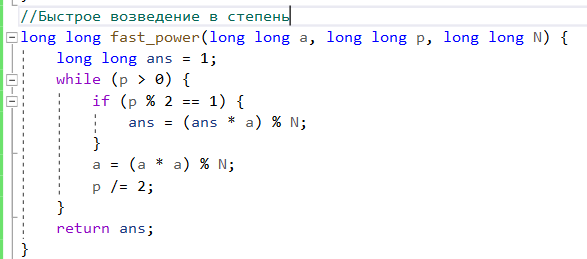 //Быстрое возведение в степень
long long fast_power(long long a, long long p, long long N) {
    long long ans = 1;
    while (p > 0) {
        if (p % 2 == 1) {
            ans = (ans * a) % N;
        }
        a = (a * a) % N;
        p /= 2;
    }
    return ans;
}